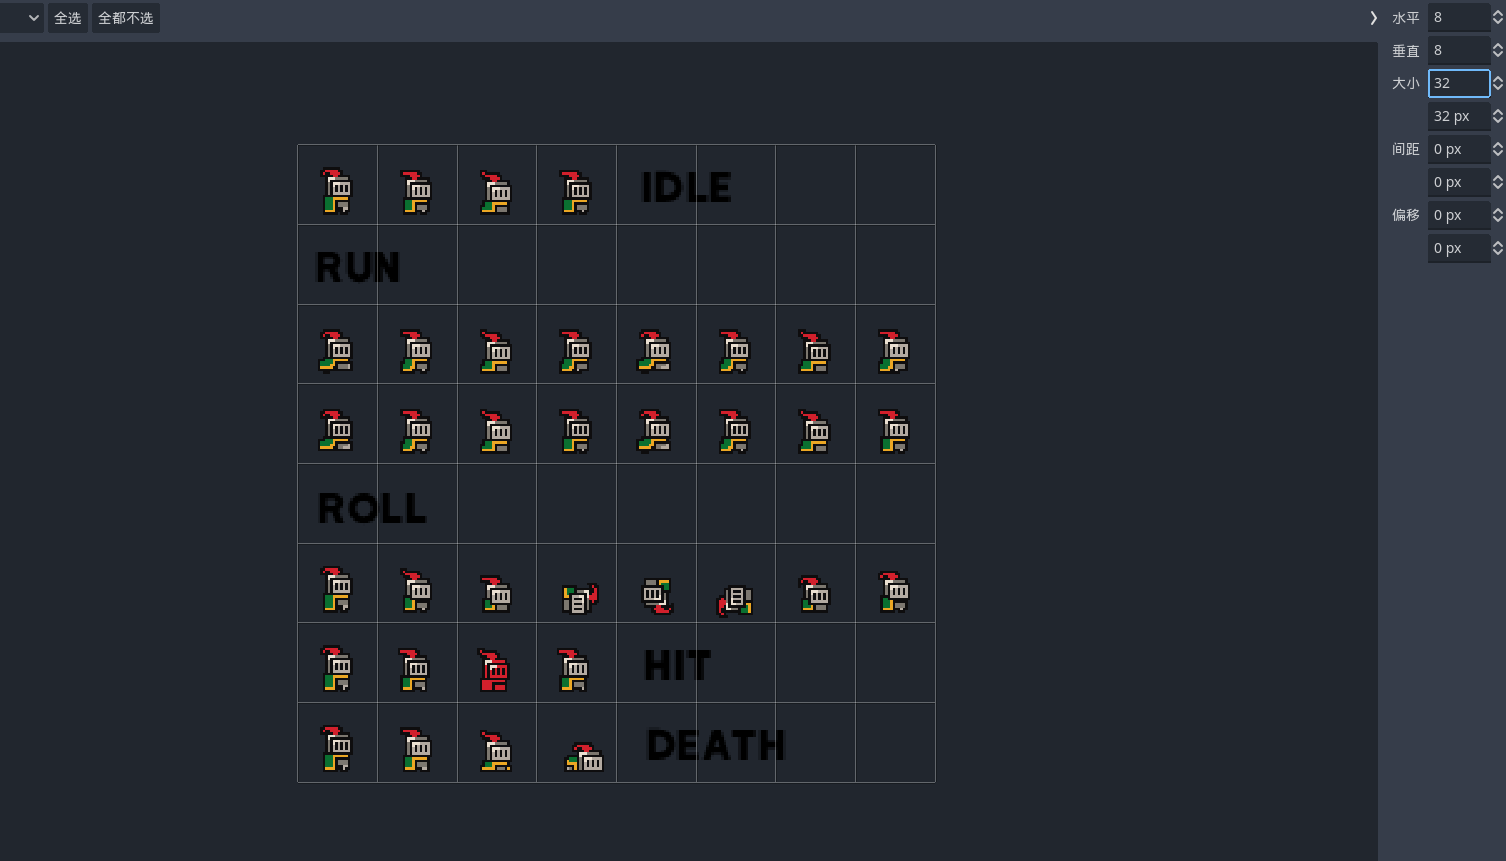 全选 全都不选
水平 8
垂直 8
大小 32
32 px
间距 0 px
0 px
偏移 0 px
0 px
IDLE
RUN
ROLL
HIT
DEATH